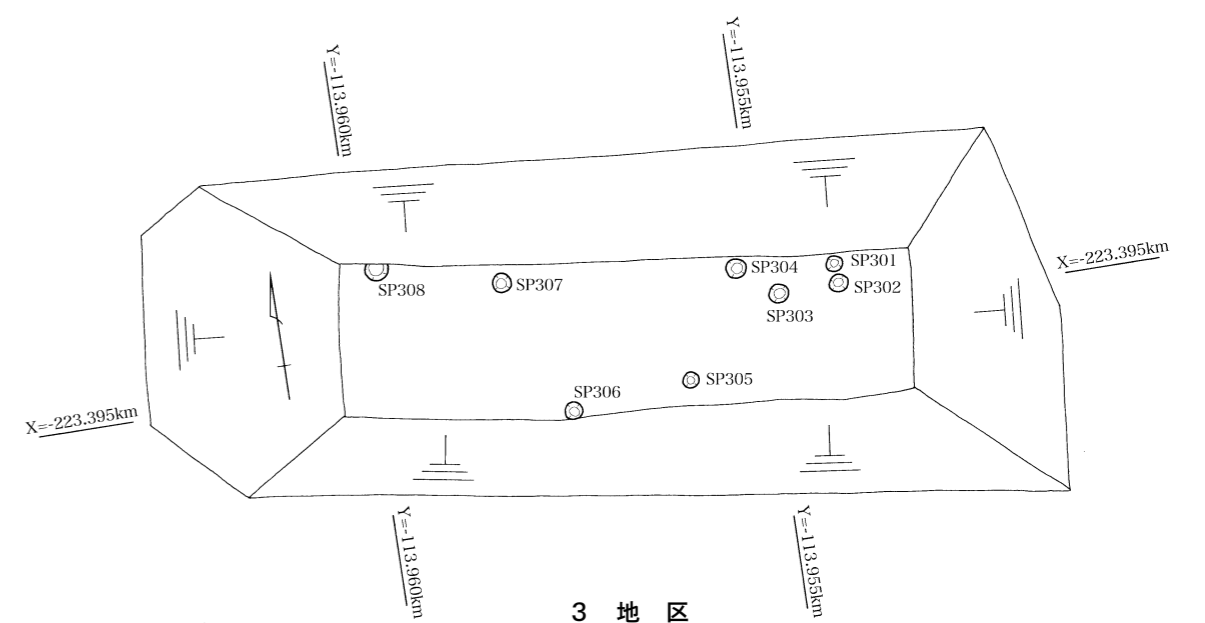 Y=-113.960km
Y=-113.955km
X=-223.395km
SP308
SP307
SP304
SP301
SP302
SP303
SP305
SP306
X=-223.395km
Y=-113.960km
Y=-113.955km
3 地 区